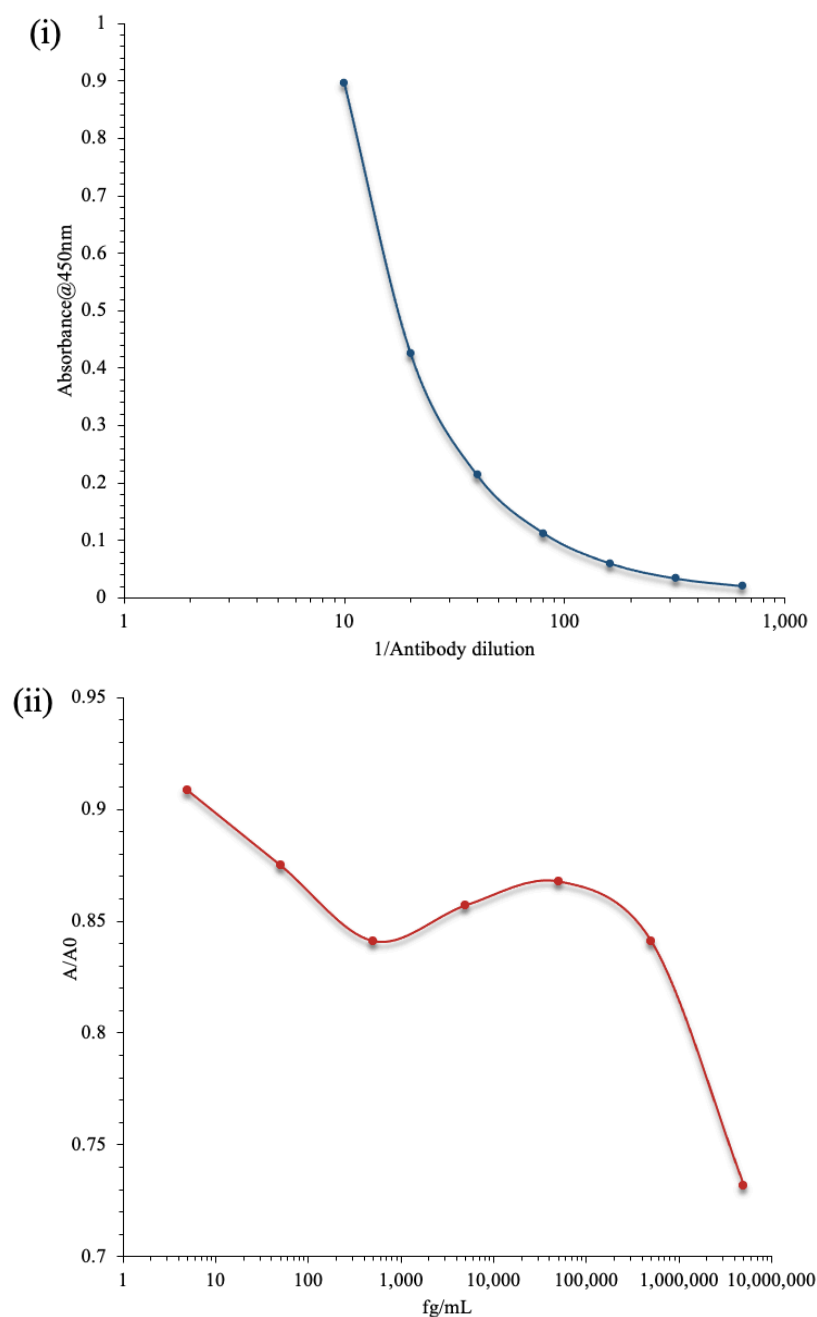 (i)
1
0.9
0.8
0.7
0.6
0.5
0.4
0.3
0.2
0.1
0
Absorbance@450nm
1 10 100 1,000
1/Antibody dilution
(ii)
0.95
0.9
0.85
0.8
0.75
0.7
A/A0
1 10 100 1,000 10,000 100,000 1,000,000 10,000,000
fg/mL